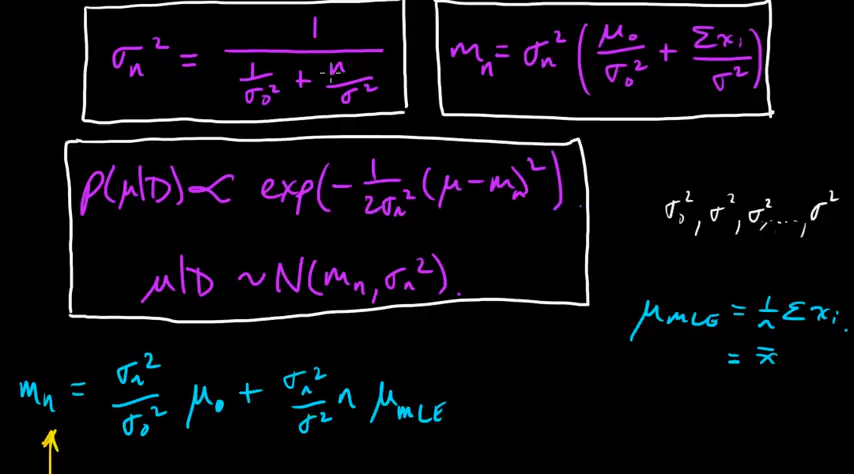 σₙ² = 1 / (1/σ₀² + n/σ²)
mₙ = σₙ² (μ₀/σ₀² + Σxᵢ/σ²)
p(μ|D) ∝ exp(-1/2σₙ² (μ - mₙ)²).
μ|D ~ N(mₙ, σₙ²).
σ₀², σ², σ², ...., σ²
μMLE = 1/n Σ xᵢ.
= x̄
mₙ = σₙ²/σ₀² μ₀ + σₙ²/σ² n μMLE